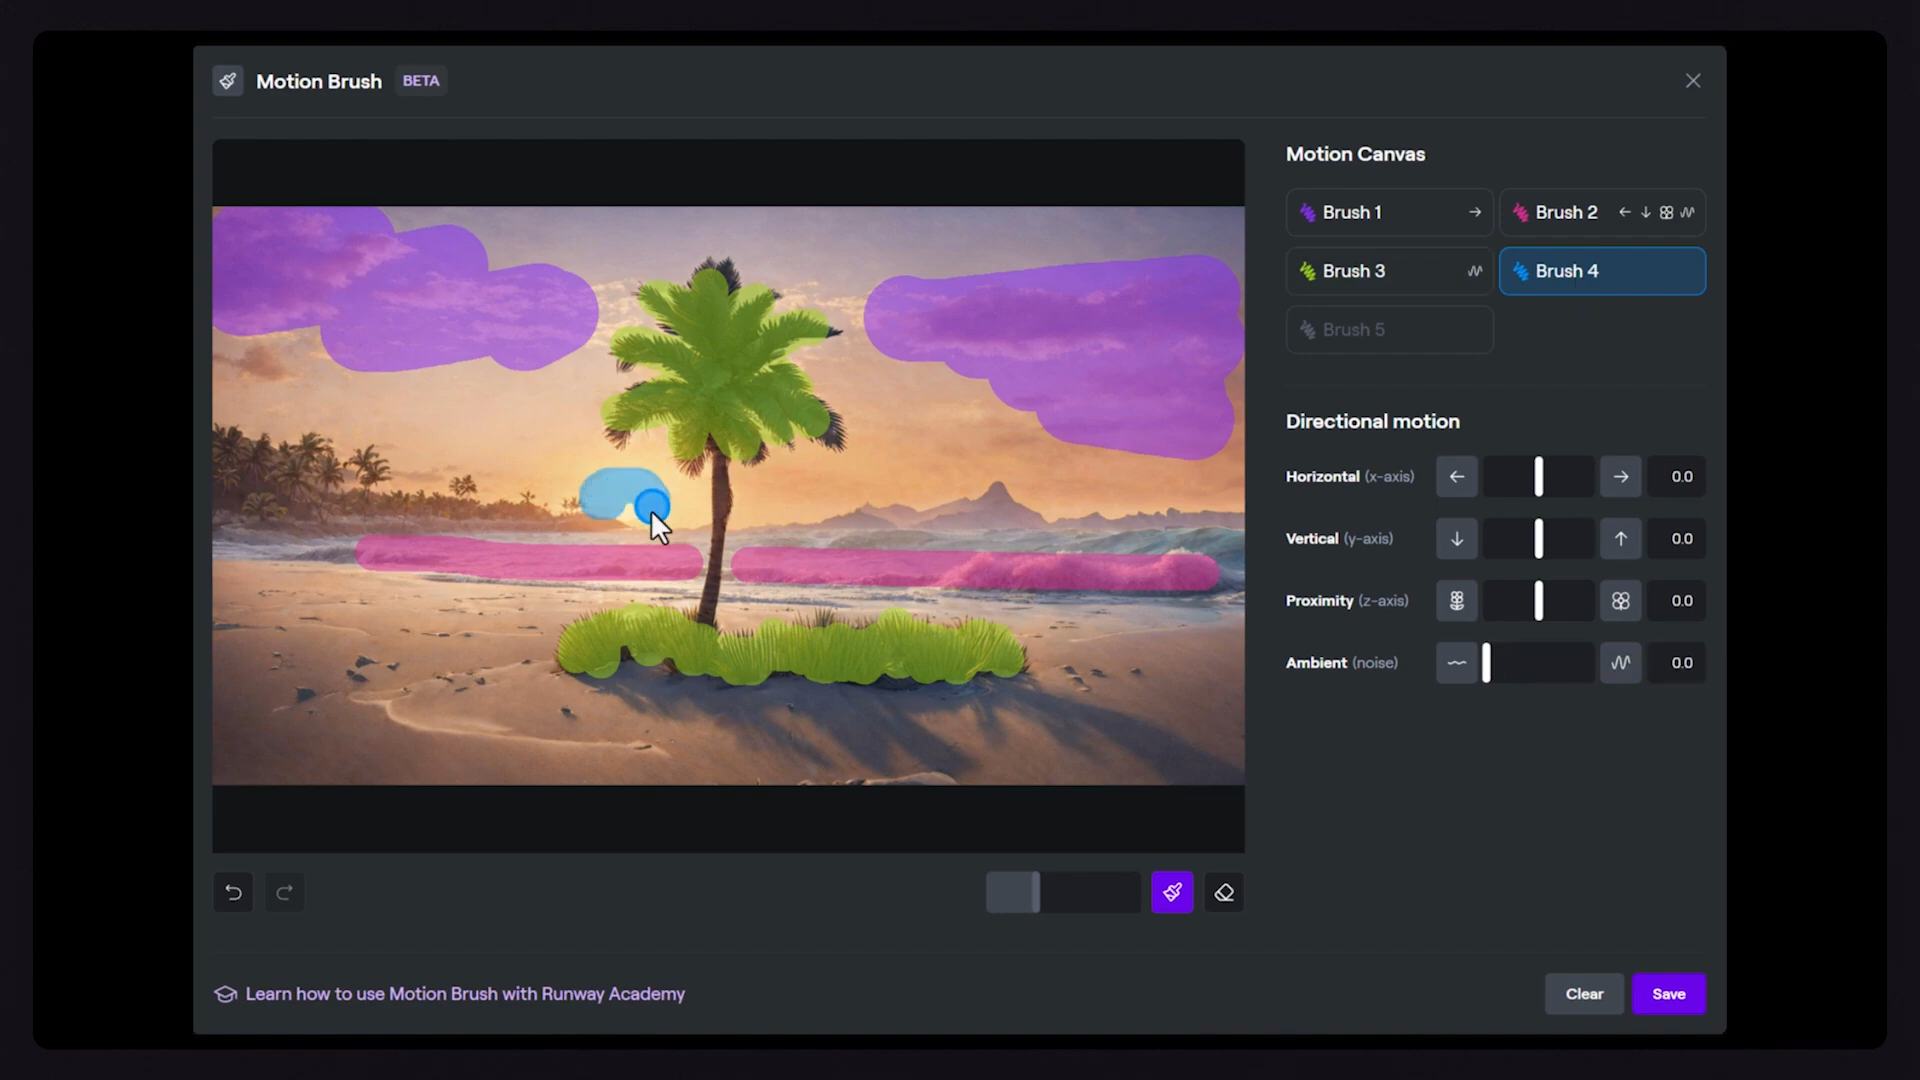 Motion Brush BETA
Motion Canvas
Brush 1
Brush 2
Brush 3
Brush 4
Brush 5
Directional motion
Horizontal (x-axis) 0.0
Vertical (y-axis) 0.0
Proximity (z-axis) 0.0
Ambient (noise) 0.0
Learn how to use Motion Brush with Runway Academy
Clear
Save